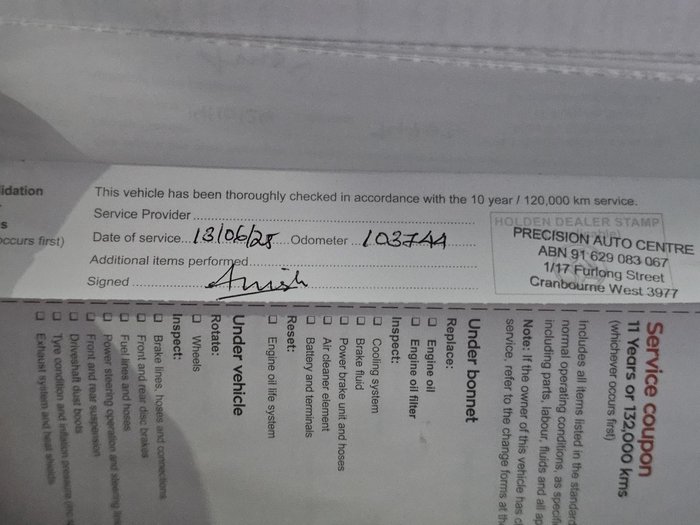 idation
s
occurs first)
This vehicle has been thoroughly checked in accordance with the 10 year / 120,000 km service.
Service Provider
Date of service 13/06/25 Odometer 103744
Additional items performed
Signed Anish
HOLDEN DEALER STAMP
PRECISION AUTO CENTRE
ABN 91 629 083 067
1/17 Furlong Street
Cranbourne West 3977
Service coupon
11 Years or 132,000 kms
(whichever occurs first)
Includes all items listed in the standard
normal operating conditions, as
including parts, labour, fluids and all
Note: If the owner of this vehicle has
service, refer to the change forms at
Under bonnet
Replace:
☐ Engine oil
☐ Engine oil filter
Inspect:
☐ Cooling system
☐ Brake fluid
☐ Power brake unit and hoses
☐ Air cleaner element
☐ Battery and terminals
Reset:
☐ Engine oil life system
Under vehicle
Rotate:
☐ Wheels
Inspect:
☐ Brake lines, hoses and connections
☐ Front and rear disc brakes
☐ Fuel lines and hoses
☐ Power steering operation and steering
☐ Front and rear suspension
☐ Driveshaft dust boots
☐ Tyre condition and inflation pressure
☐ Exhaust system and heat shields